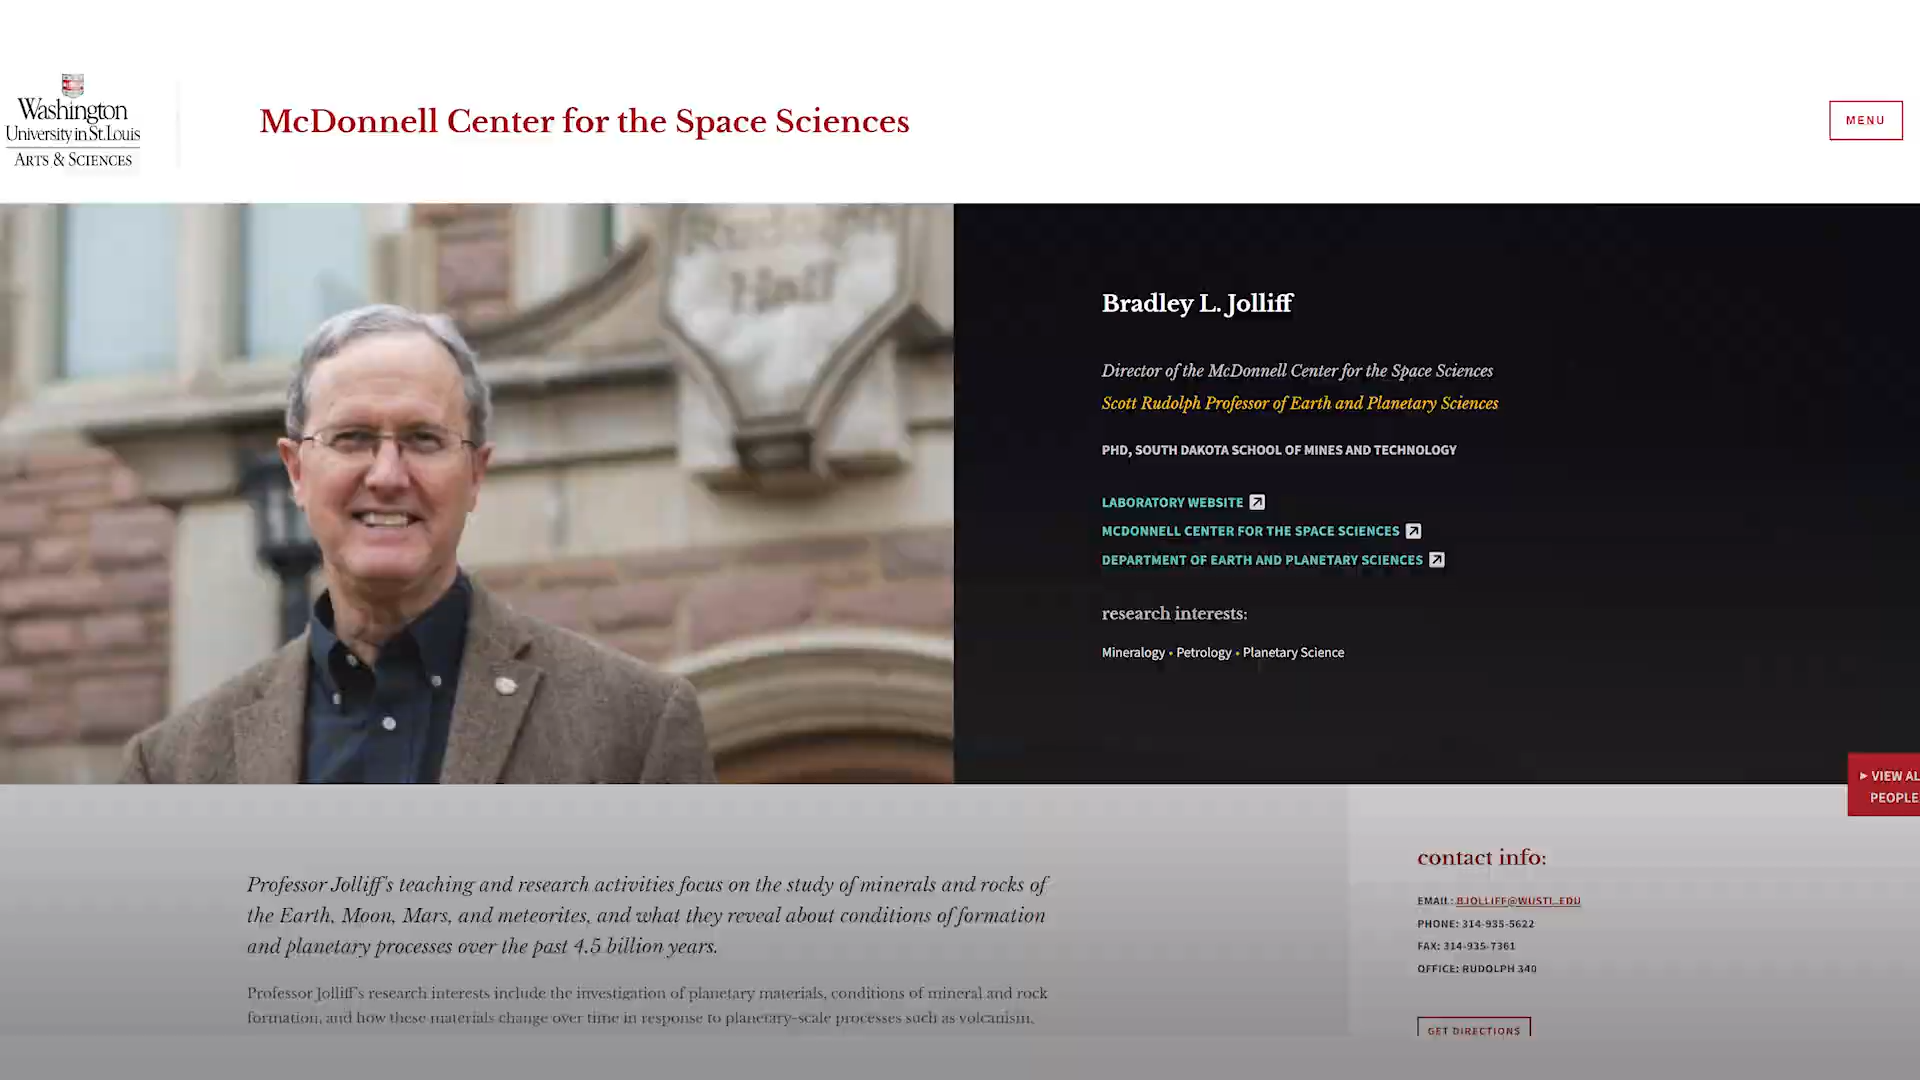 Washington
University in St. Louis
ARTS & SCIENCES
McDonnell Center for the Space Sciences
MENU
Rudolph
Hall
Bradley L. Jolliff
Director of the McDonnell Center for the Space Sciences
Scott Rudolph Professor of Earth and Planetary Sciences
PHD, SOUTH DAKOTA SCHOOL OF MINES AND TECHNOLOGY
LABORATORY WEBSITE
MCDONNELL CENTER FOR THE SPACE SCIENCES
DEPARTMENT OF EARTH AND PLANETARY SCIENCES
research interests:
Mineralogy • Petrology • Planetary Science
VIEW AL
PEOPLE
Professor Jolliff's teaching and research activities focus on the study of minerals and rocks of
the Earth, Moon, Mars, and meteorites, and what they reveal about conditions of formation
and planetary processes over the past 4.5 billion years.
Professor Jolliff's research interests include the investigation of planetary materials, conditions of mineral and rock
formation, and how these materials change over time in response to planetary-scale processes such as volcanism,
contact info:
EMAIL: BJOLLIFF@WUSTL.EDU
PHONE: 314-935-5622
FAX: 314-935-7361
OFFICE: RUDOLPH 340
GET DIRECTIONS